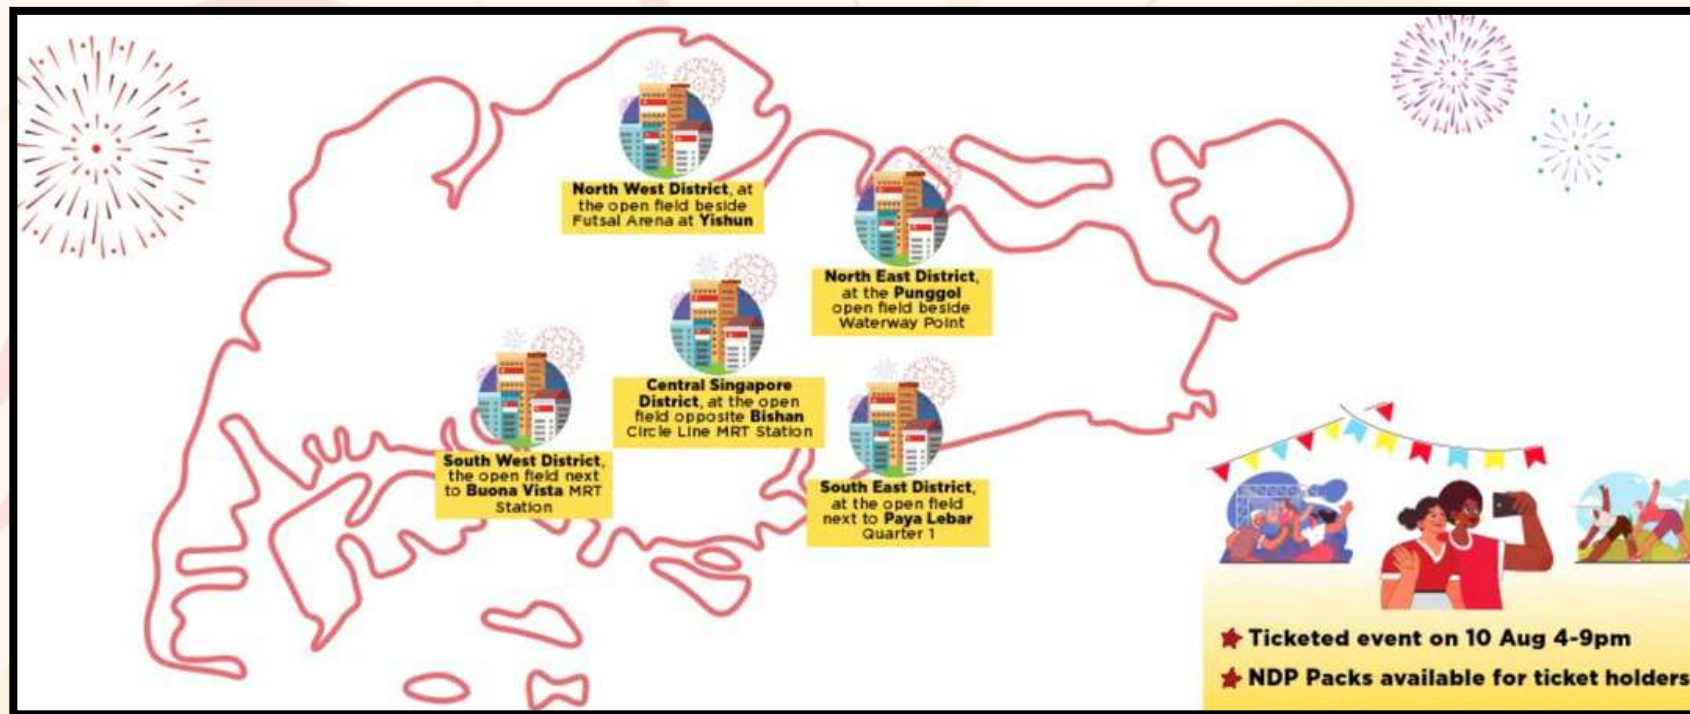 North West District, at
the open field beside
Futsal Arena at Yishun
North East District,
at the Punggol
open field beside
Waterway Point
Central Singapore
District, at the open
field opposite Bishan
Circle Line MRT Station
South West District,
the open field next
to Buona Vista MRT
Station
South East District,
at the open field
next to Paya Lebar
Quarter 1
Ticketed event on 10 Aug 4-9pm
NDP Packs available for ticket holders